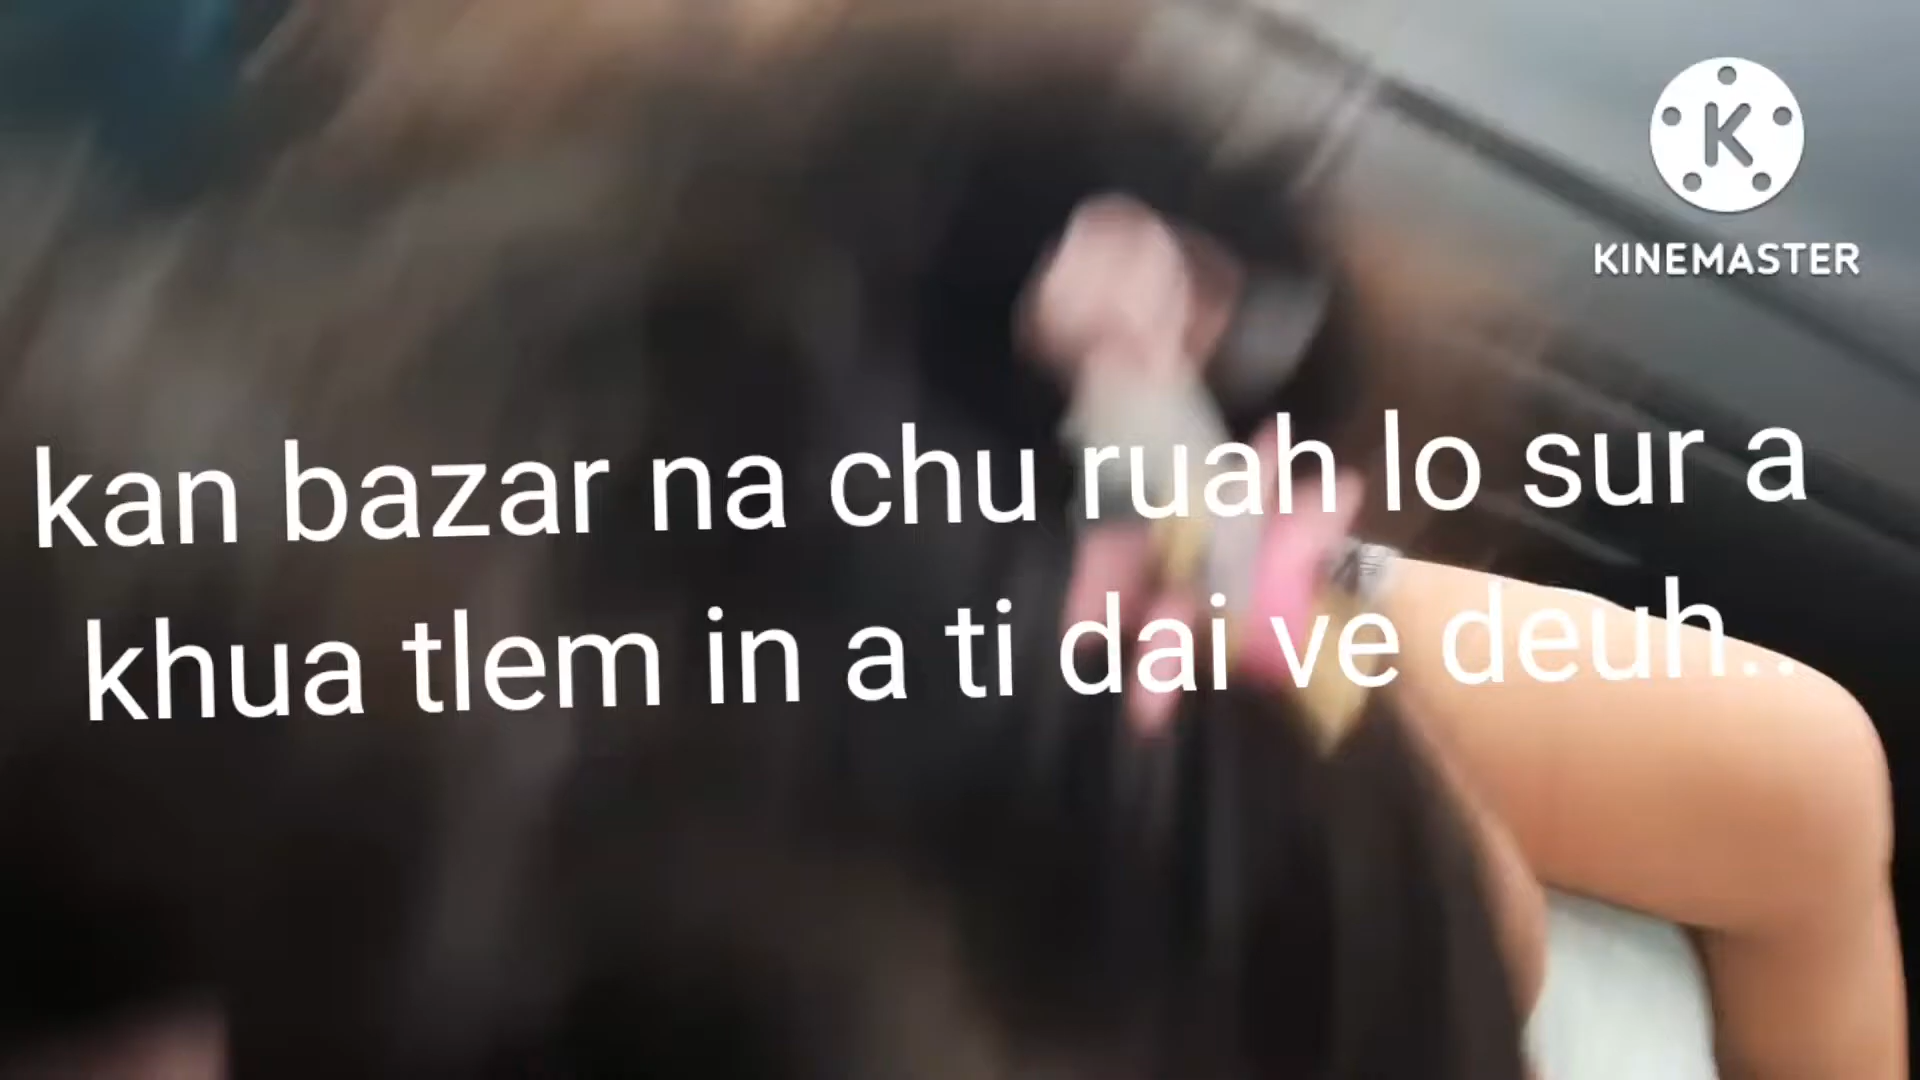 KINEMASTER
kan bazar na chu ruah lo sur a
khua tlem in a ti dai ve deuh..